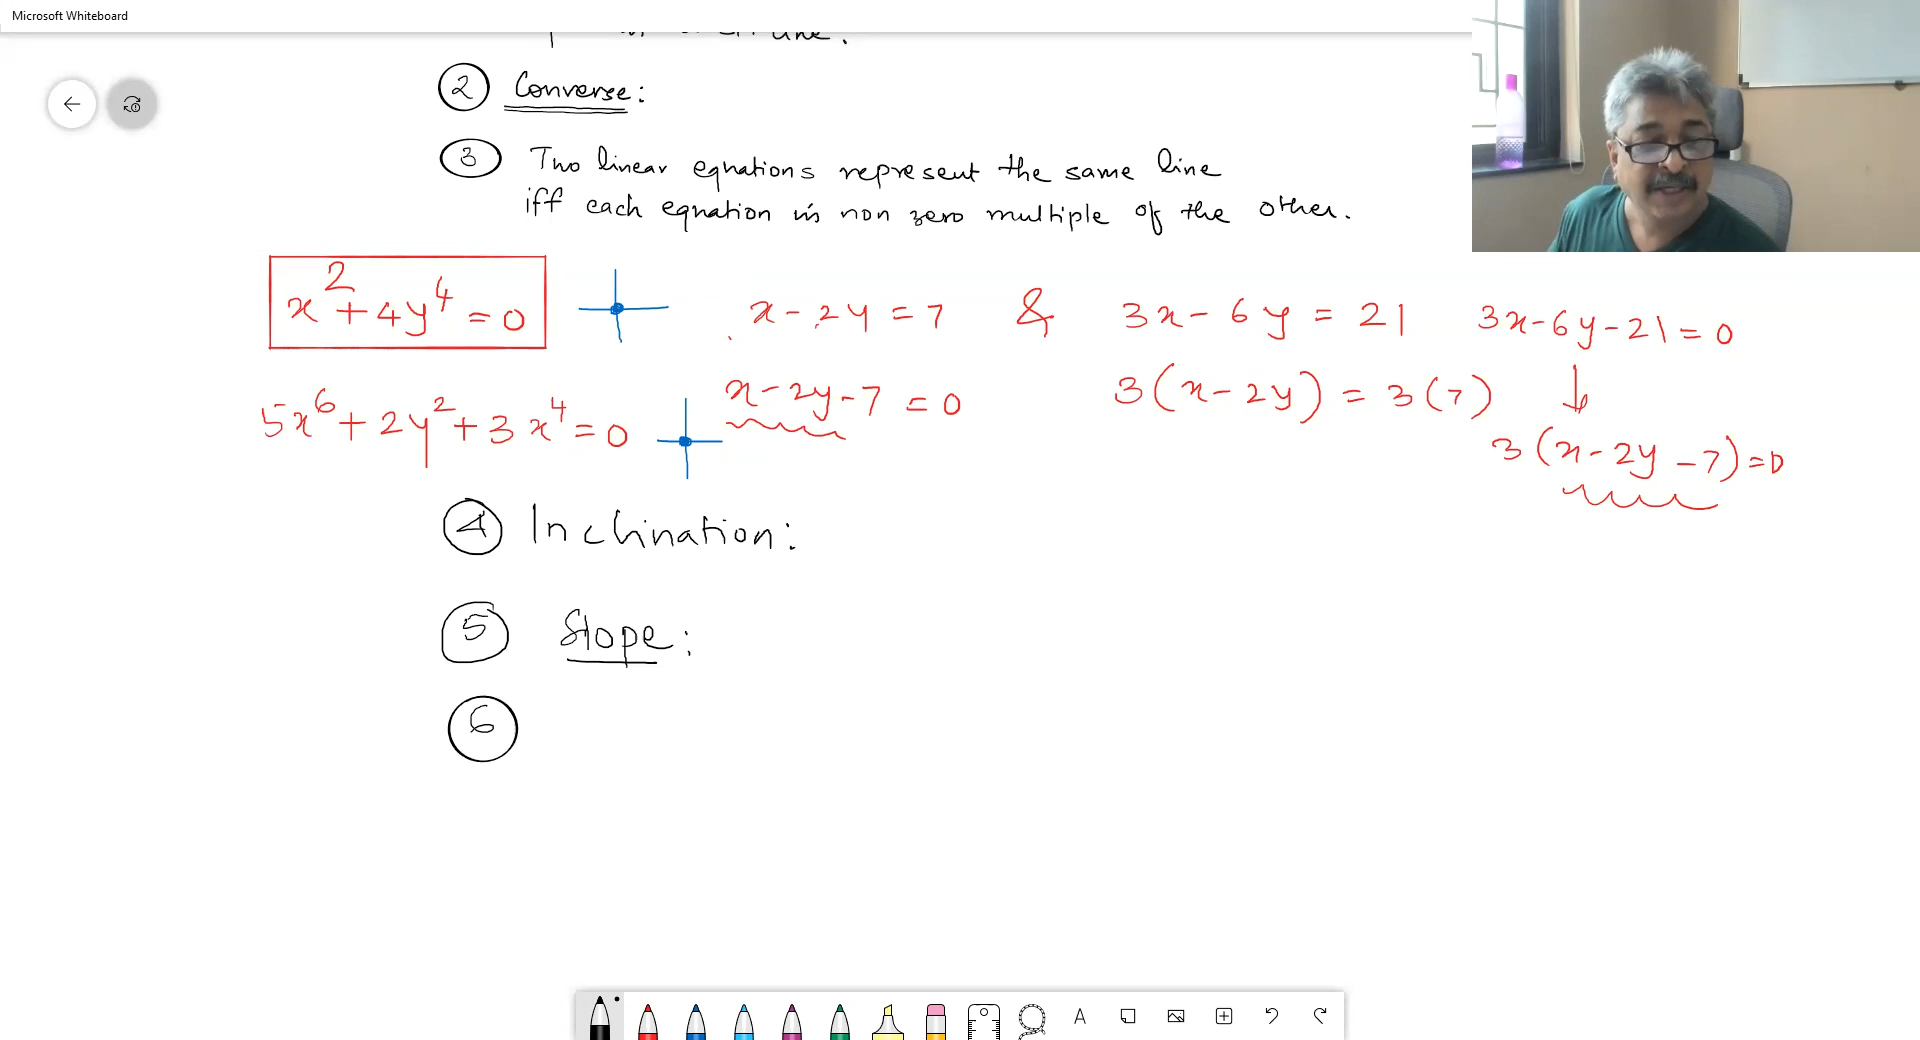 Microsoft Whiteboard
line.
② Converse:
③ Two linear equations represent the same line
iff each equation is non zero multiple of the other.
x² + 4y⁴ = 0
x - 2y = 7 & 3x - 6y = 21 3x - 6y - 21 = 0
5x⁶ + 2y² + 3x⁴ = 0
x - 2y - 7 = 0 3(x - 2y) = 3(7)
3(x - 2y - 7) = 0
④ Inclination:
⑤ Slope:
⑥
A